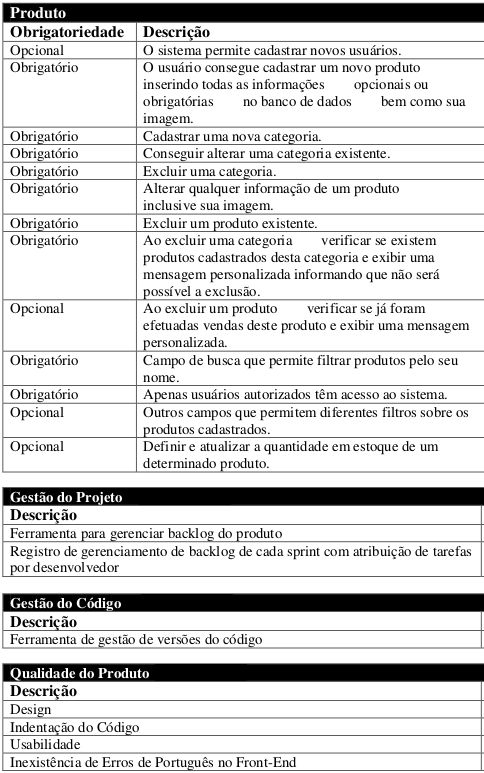 Produto
Obrigatoriedade Descrição
Opcional O sistema permite cadastrar novos usuários.
Obrigatório O usuário consegue cadastrar um novo produto
inserindo todas as informações opcionais ou
obrigatórias no banco de dados bem como sua
imagem.
Obrigatório Cadastrar uma nova categoria.
Obrigatório Conseguir alterar uma categoria existente.
Obrigatório Excluir uma categoria.
Obrigatório Alterar qualquer informação de um produto
inclusive sua imagem.
Obrigatório Excluir um produto existente.
Obrigatório Ao excluir uma categoria verificar se existem
produtos cadastrados desta categoria e exibir uma
mensagem personalizada informando que não será
possível a exclusão.
Opcional Ao excluir um produto verificar se já foram
efetuadas vendas deste produto e exibir uma mensagem
personalizada.
Obrigatório Campo de busca que permite filtrar produtos pelo seu
nome.
Obrigatório Apenas usuários autorizados têm acesso ao sistema.
Opcional Outros campos que permitem diferentes filtros sobre os
produtos cadastrados.
Opcional Definir e atualizar a quantidade em estoque de um
determinado produto.
Gestão do Projeto
Descrição
Ferramenta para gerenciar backlog do produto
Registro de gerenciamento de backlog de cada sprint com atribuição de tarefas
por desenvolvedor
Gestão do Código
Descrição
Ferramenta de gestão de versões do código
Qualidade do Produto
Descrição
Design
Indentação do Código
Usabilidade
Inexistência de Erros de Português no Front-End